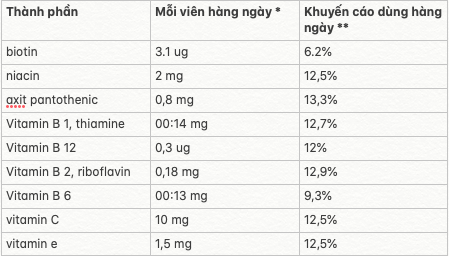 Thành phần Mỗi viên hàng ngày * Khuyến cáo dùng hàng
ngày **
biotin 3.1 ug 6.2%
niacin 2 mg 12,5%
axit pantothenic 0,8 mg 13,3%
Vitamin B 1, thiamine 00:14 mg 12,7%
Vitamin B 12 0,3 ug 12%
Vitamin B 2, riboflavin 0,18 mg 12,9%
Vitamin B 6 00:13 mg 9,3%
vitamin C 10 mg 12,5%
vitamin e 1,5 mg 12,5%